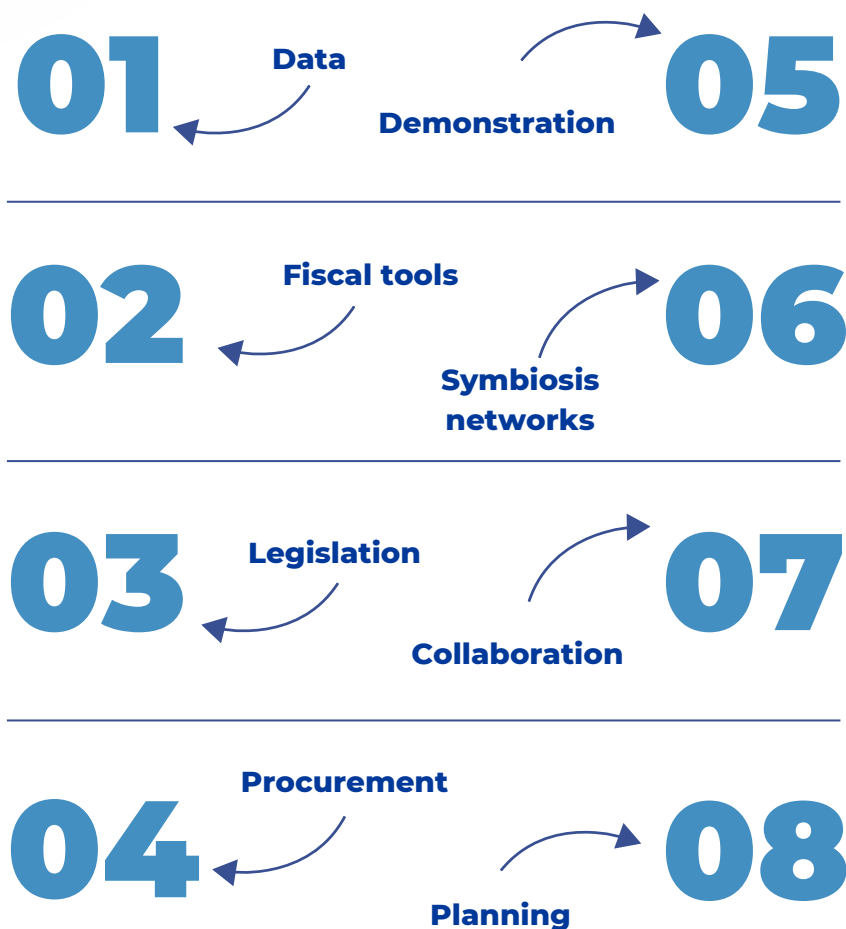 01
Data
05
Demonstration
02
Fiscal tools
06
Symbiosis
networks
03
Legislation
07
Collaboration
04
Procurement
08
Planning